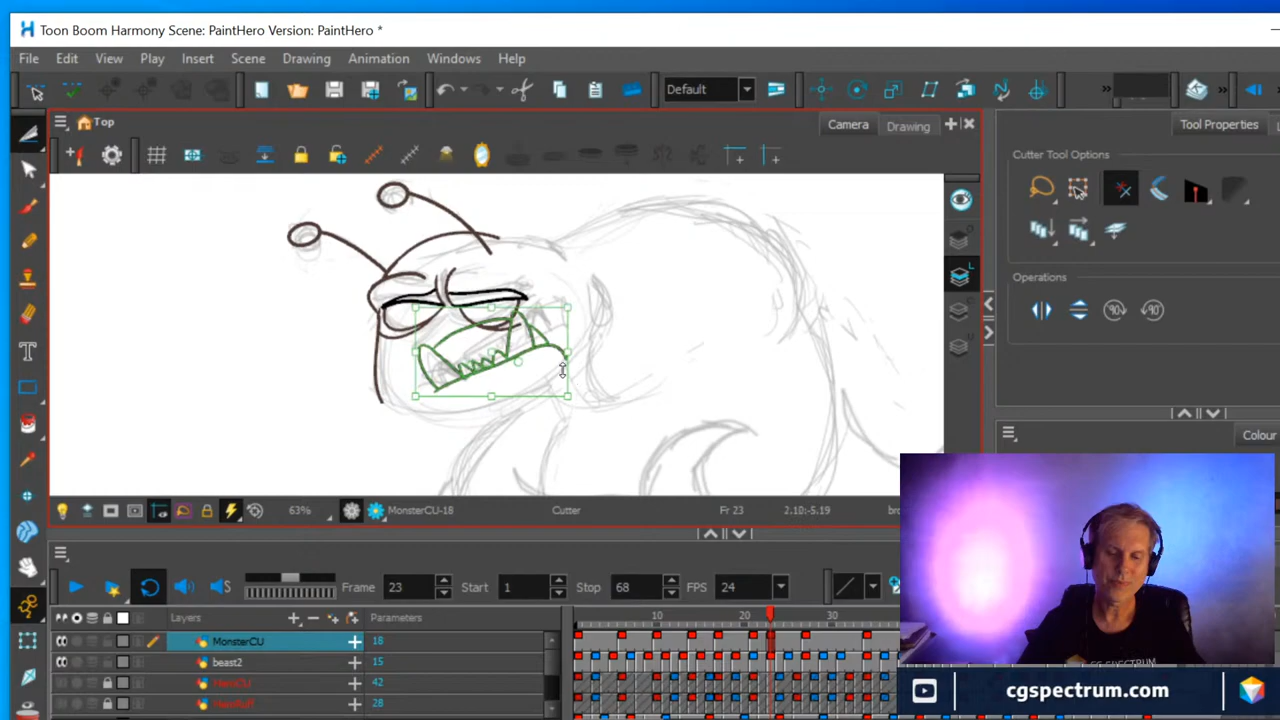 Toon Boom Harmony Scene: PaintHero Version: PaintHero *
File Edit View Play Insert Scene Drawing Animation Windows Help
Default
Top
Camera
Drawing
Tool Properties
Cutter Tool Options
Operations
Colour
63%
MonsterCU-18
Cutter
Fr 23
2.10:-5.19
Frame 23 Start 1 Stop 68 FPS 24
Layers
Parameters
10 20 30
MonsterCU 18
beast2 15
42
28
CG SPECTRUM
cgspectrum.com